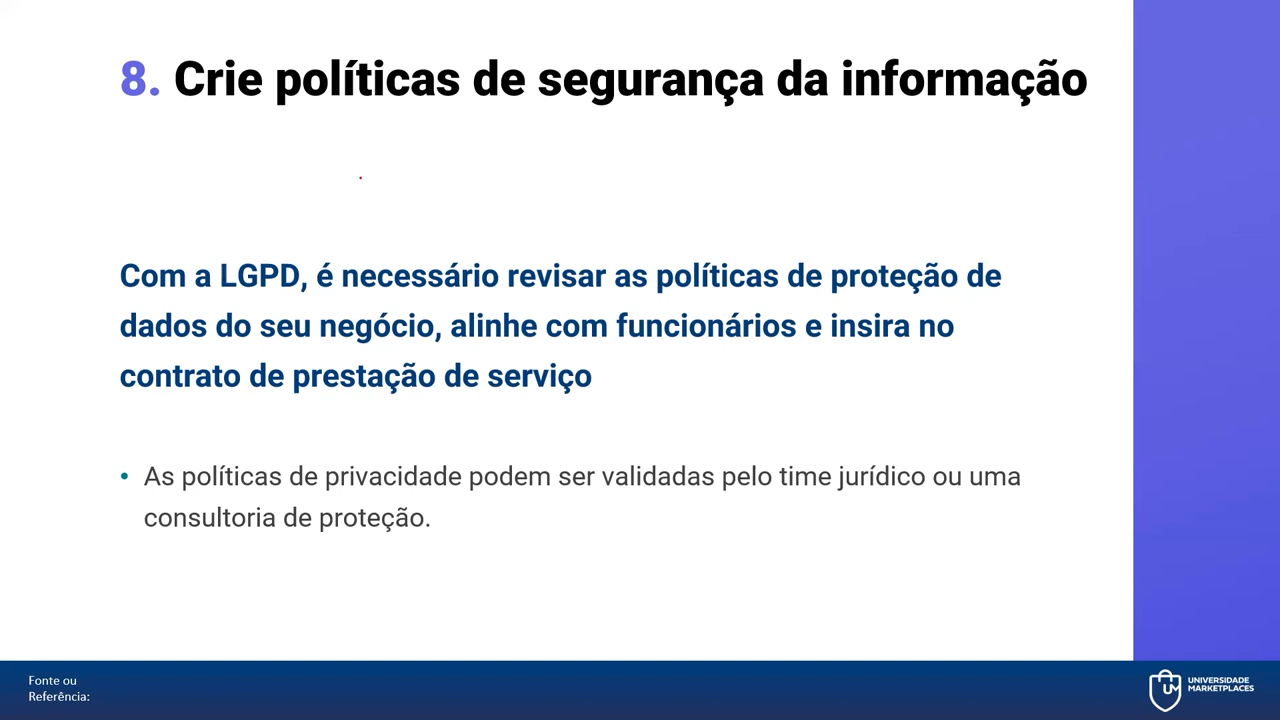 8. Crie políticas de segurança da informação
Com a LGPD, é necessário revisar as políticas de proteção de
dados do seu negócio, alinhe com funcionários e insira no
contrato de prestação de serviço
• As políticas de privacidade podem ser validadas pelo time jurídico ou uma
consultoria de proteção.
Fonte ou
Referência:
UM
UNIVERSIDADE
MARKETPLACES